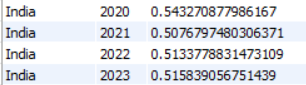 India 2020 0.543270877986167
India 2021 0.5076797480306371
India 2022 0.5133778831473109
India 2023 0.515839056751439